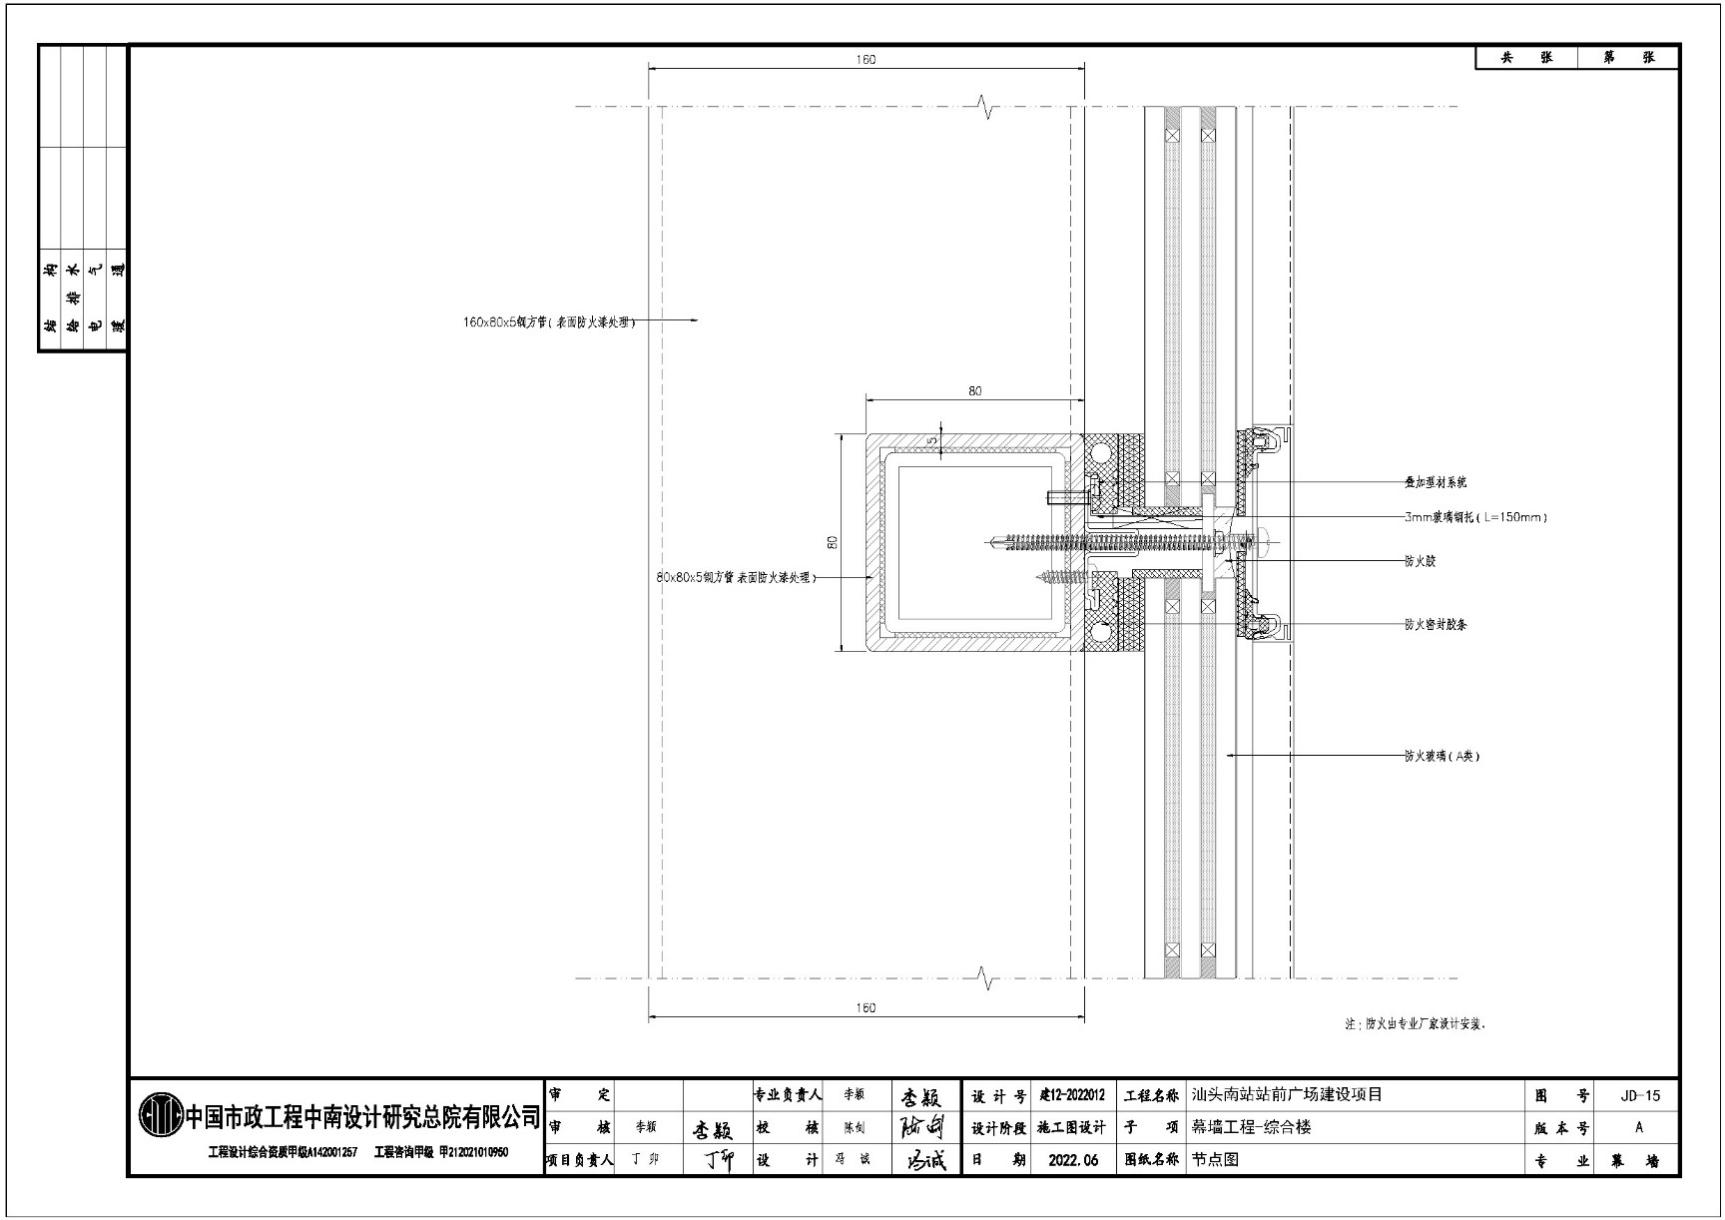 共 张 第 张
160
结 构
给 排 水
电 气
暖 通
160x80x5钢方管(表面防火漆处理)
80
5
80
80x80x5钢方管 表面防火漆处理)
叠加型材系统
3mm玻璃钢托(L=150mm)
防火胶
防火密封胶条
防火玻璃(A类)
160
注:防火由专业厂家设计安装.
中国市政工程中南设计研究总院有限公司
工程设计综合资质甲级A142001257 工程咨询甲级 甲212021010950
审 定 专业负责人 李颖 李颖 设计号 建12-2022012 工程名称 汕头南站站前广场建设项目 图 号 JD-15
审 核 李颖 李颖 校 核 陈剑 陈剑 设计阶段 施工图设计 子 项 幕墙工程-综合楼 版本号 A
项目负责人 丁卯 丁卯 设 计 冯诚 冯诚 日 期 2022.06 图纸名称 节点图 专 业 幕 墙